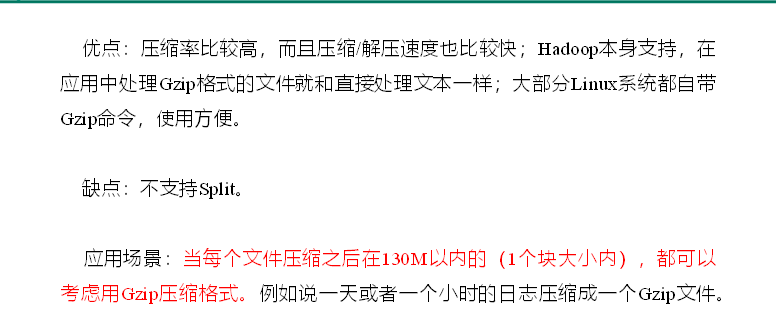 优点：压缩率比较高，而且压缩/解压速度也比较快；Hadoop本身支持，在
应用中处理Gzip格式的文件就和直接处理文本一样；大部分Linux系统都自带
Gzip命令，使用方便。
缺点：不支持Split。
应用场景：当每个文件压缩之后在130M以内的（1个块大小内），都可以
考虑用Gzip压缩格式。例如说一天或者一个小时的日志压缩成一个Gzip文件。